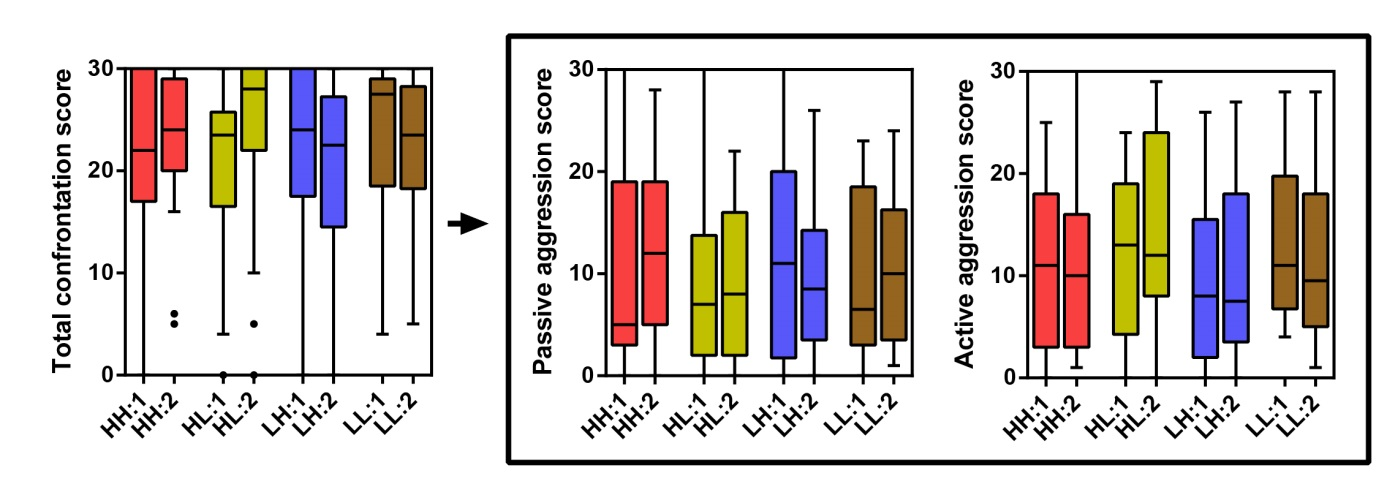 Total confrontation score
30
20
10
0
HH:1
HH:2
HL:1
HL:2
LH:1
LH:2
LL:1
LL:2
Passive aggression score
30
20
10
0
HH:1
HH:2
HL:1
HL:2
LH:1
LH:2
LL:1
LL:2
Active aggression score
30
20
10
0
HH:1
HH:2
HL:1
HL:2
LH:1
LH:2
LL:1
LL:2